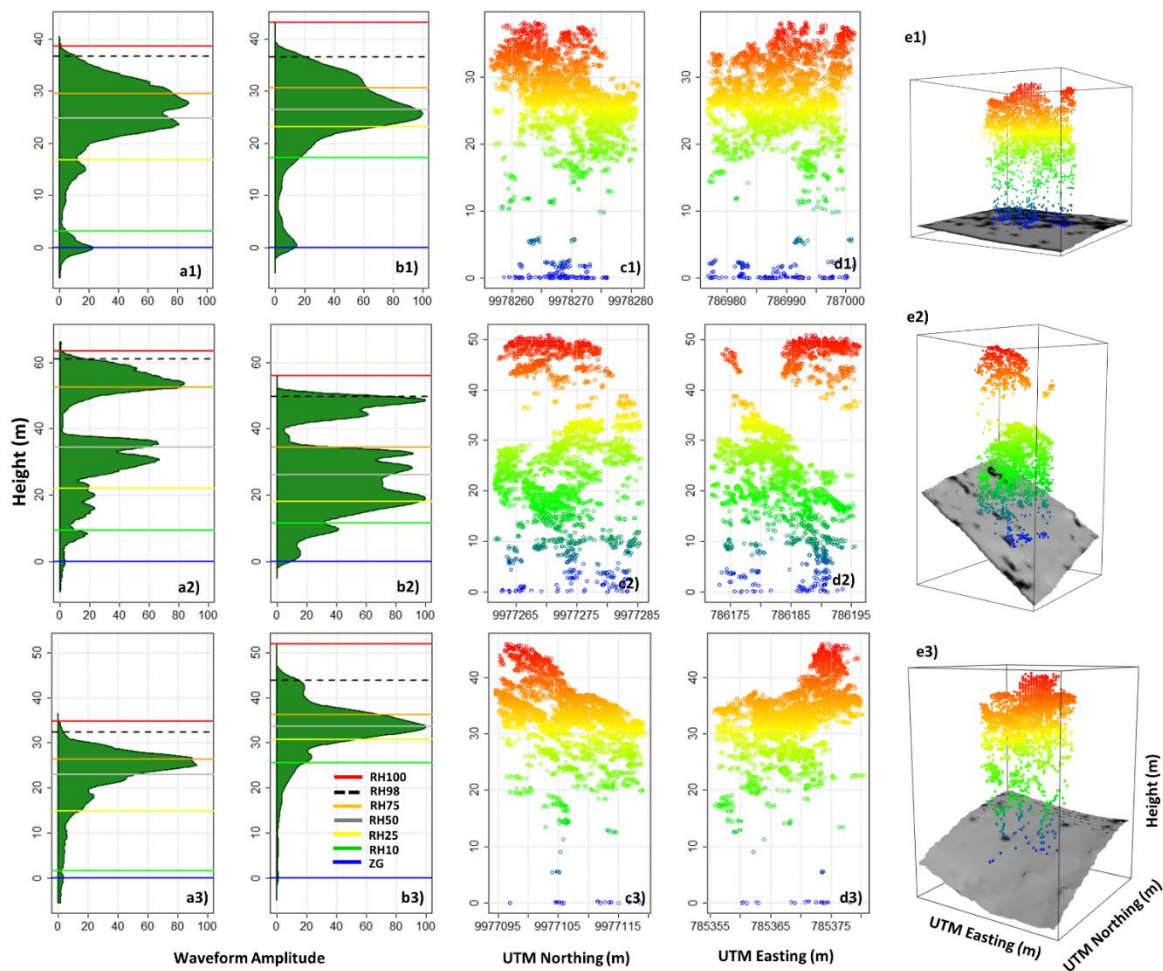 e1)
40
30
20
10
0
a1)
0 20 40 60 80 100
40
30
20
10
0
b1)
0 20 40 60 80 100
30
20
10
0
c1)
9978260 9978270 9978280
d1)
786980 786990 787000
e2)
Height (m)
60
40
20
0
a2)
0 20 40 60 80 100
60
50
40
30
20
10
0
b2)
0 20 40 60 80 100
50
40
30
20
10
0
c2)
9977265 9977275 9977285
50
40
30
20
10
0
d2)
786175 786185 786195
e3)
50
40
30
20
10
0
a3)
0 20 40 60 80 100
50
40
30
20
10
0
RH100
RH98
RH75
RH50
RH25
RH10
ZG
b3)
0 20 40 60 80 100
40
30
20
10
0
c3)
9977095 9977105 9977115
d3)
785355 785365 785375
Height (m)
UTM Easting (m)
UTM Northing (m)
Waveform Amplitude
UTM Northing (m)
UTM Easting (m)